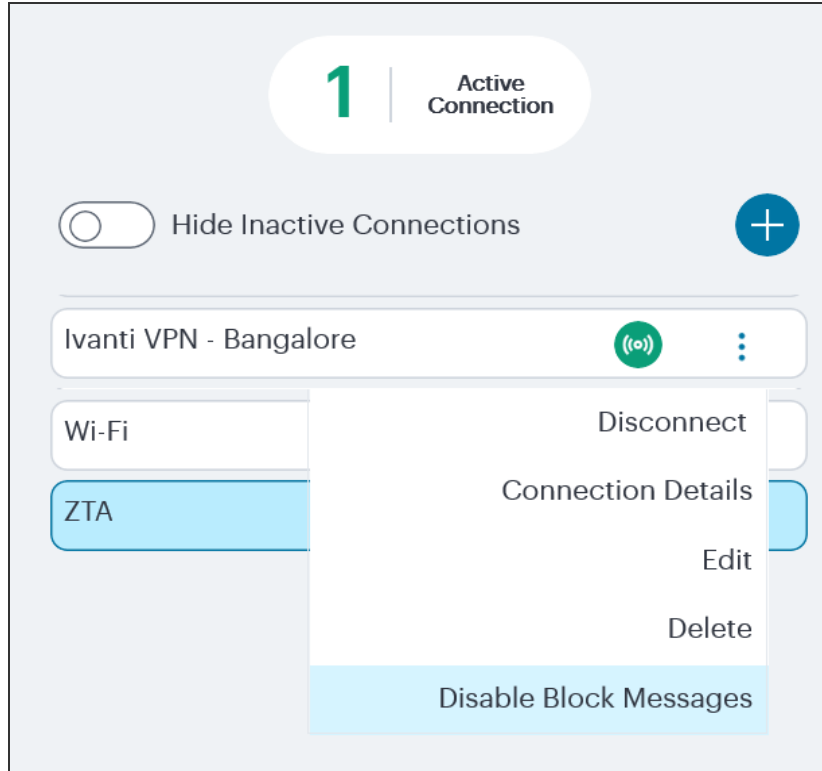 1
Active
Connection
Hide Inactive Connections
Ivanti VPN - Bangalore
Wi-Fi
Disconnect
Connection Details
ZTA
Edit
Delete
Disable Block Messages